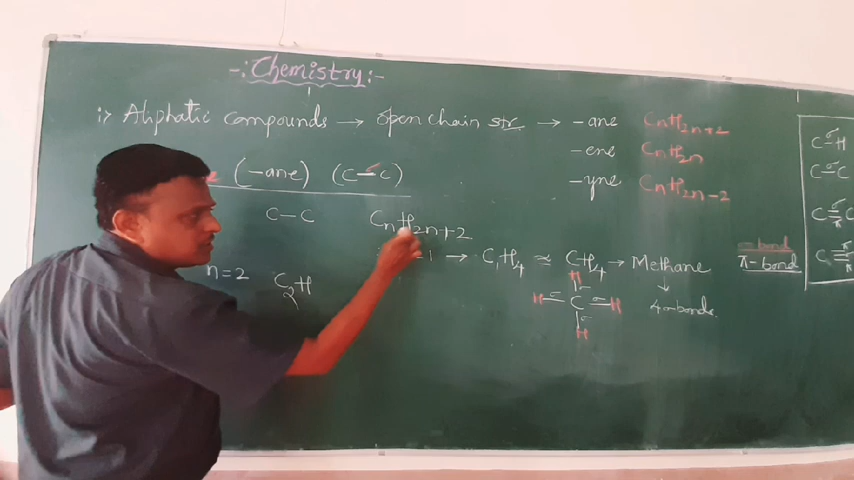 -: Chemistry :-
i> Aliphatic compounds → open chain str → -ane CnH2n+2
-ene CnH2n
-yne CnH2n-2
(-ane) (C-C)
σ
C-C CnH2n+2
n=2 C2H
=1 → C1H4 ≈ CH4 → Methane
↓
4σ-bonds.
H
H σ C σ H
σ
H
σ-bond
π-bond
C σ H
C σ C
C σ π C
C σ π